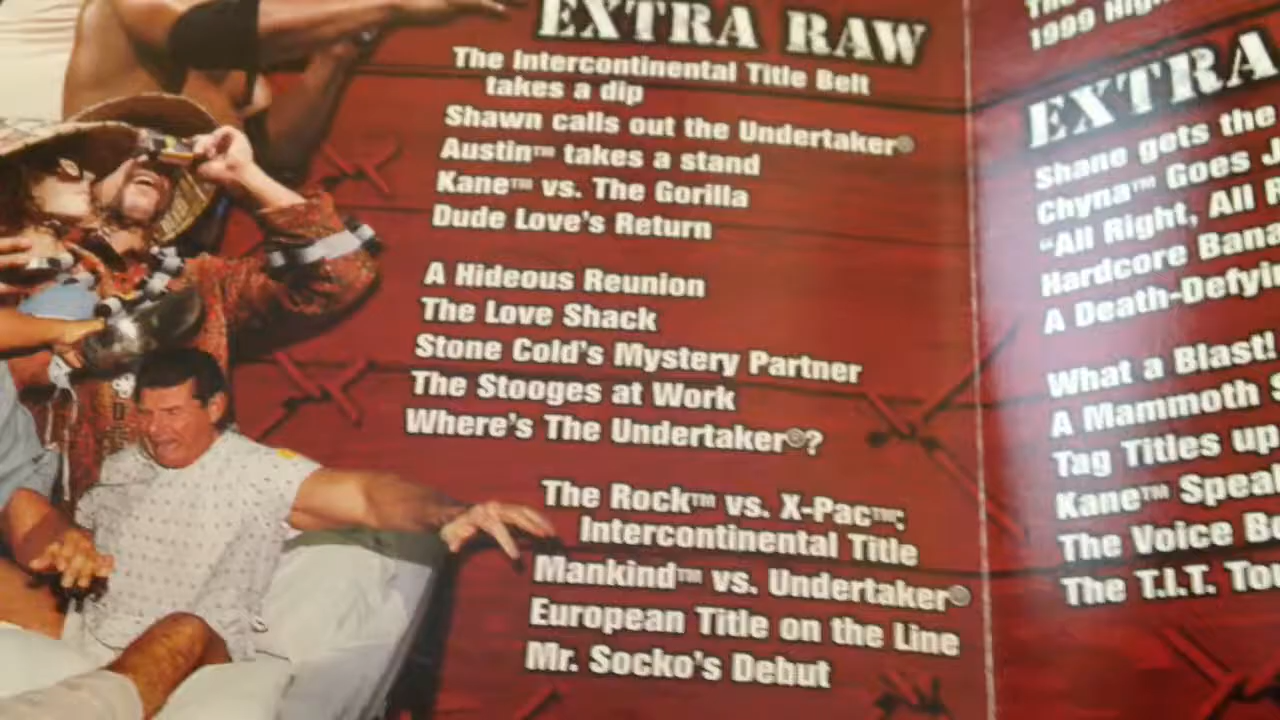 EXTRA RAW
The Intercontinental Title Belt
takes a dip
Shawn calls out the Undertaker®
Austin™ takes a stand
Kane™ vs. The Gorilla
Dude Love's Return
A Hideous Reunion
The Love Shack
Stone Cold's Mystery Partner
The Stooges at Work
Where's The Undertaker®?
The Rock™ vs. X-Pac™:
Intercontinental Title
Mankind™ vs. Undertaker®
European Title on the Line
Mr. Socko's Debut
1999
EXTRA
Shane gets the
Chyna™ Goes
"All Right, All
Hardcore
A
What a Blast!
A Mammoth
Tag Titles up
Kane™
The Voice
The T.I.T.